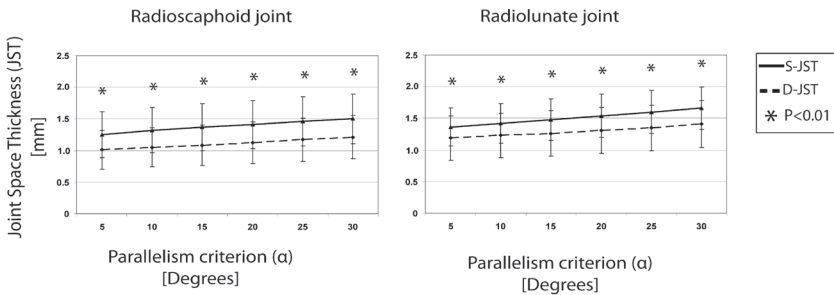 Radioscaphoid joint
Joint Space Thickness (JST)
[mm]
2.5
2.0
1.5
1.0
1.5
0
* * * * * *
5 10 15 20 25 30
Parallelism criterion (α)
[Degrees]
Radiolunate joint
2.5
2.0
1.5
1.0
1.5
0
* * * * * *
5 10 15 20 25 30
Parallelism criterion (α)
[Degrees]
S-JST
D-JST
* P<0.01